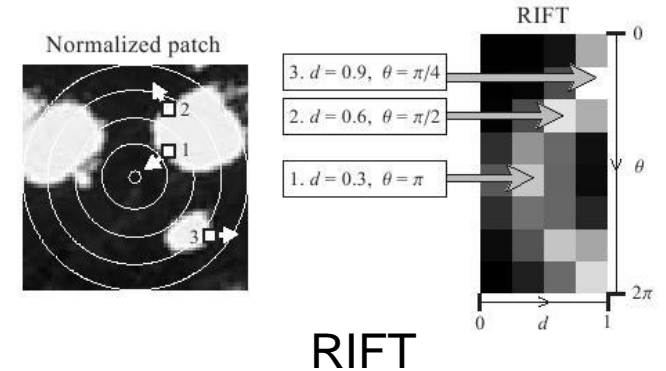 Normalized patch
1
2
3
3. d = 0.9, θ = π/4
2. d = 0.6, θ = π/2
1. d = 0.3, θ = π
RIFT
0
θ
2π
0
d
1
RIFT